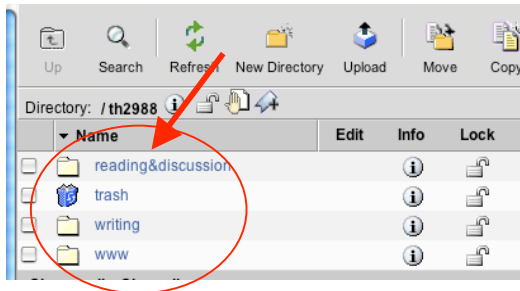 Up Search Refresh New Directory Upload Move Copy
Directory: / th2988
Name Edit Info Lock
reading&discussion
trash
writing
www